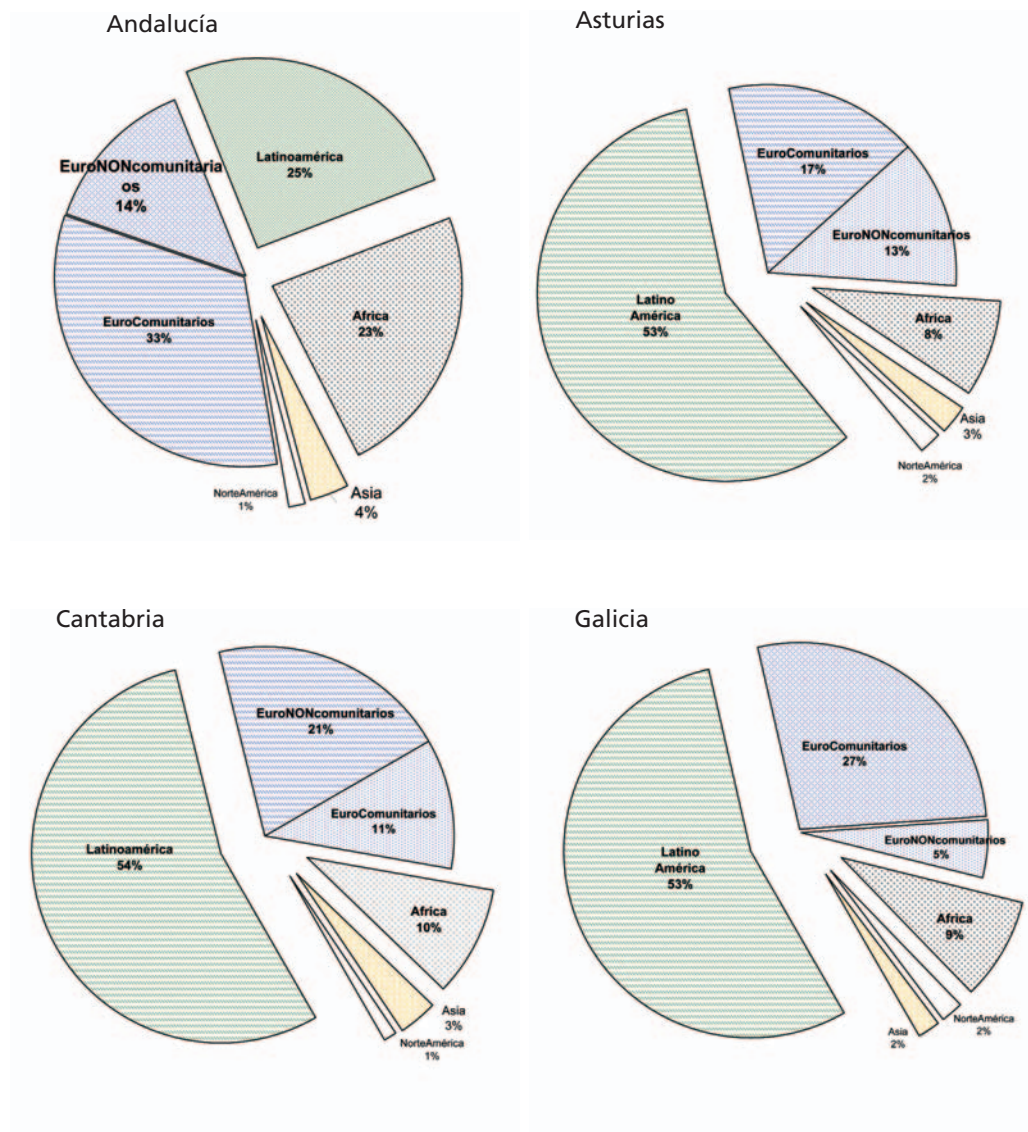 Andalucía
Latinoamérica
25%
EuroNONcomunitaria
os
14%
EuroComunitarios
33%
Africa
23%
NorteAmérica
1%
Asia
4%
Asturias
EuroComunitarios
17%
EuroNONcomunitarios
13%
Latino
América
53%
Africa
8%
Asia
3%
NorteAmérica
2%
Cantabria
EuroNONcomunitarios
21%
EuroComunitarios
11%
Latinoamérica
54%
Africa
10%
Asia
3%
NorteAmérica
1%
Galicia
EuroComunitarios
27%
EuroNONcomunitarios
5%
Latino
América
53%
Africa
9%
NorteAmérica
2%
Asia
2%